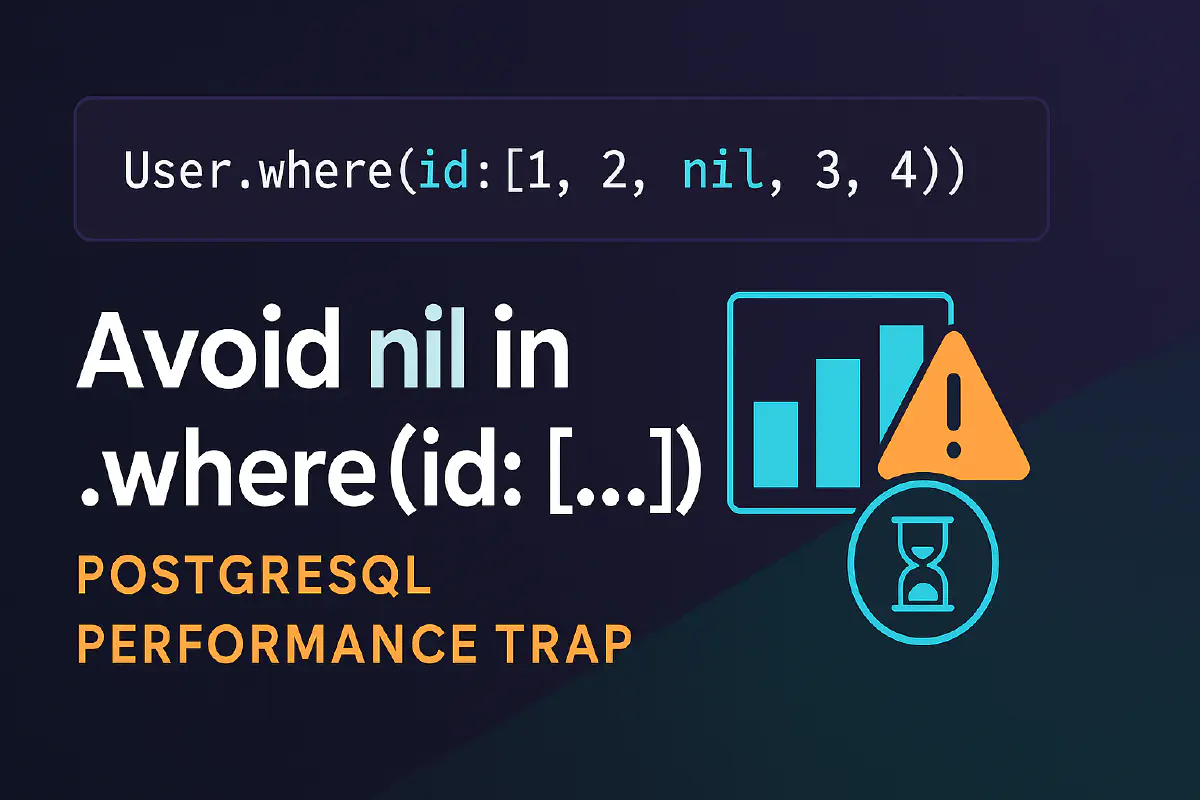 User.where(id:[1, 2, nil, 3, 4))
Avoid nil in
.where(id: [...])
POSTGRESQL
PERFORMANCE TRAP